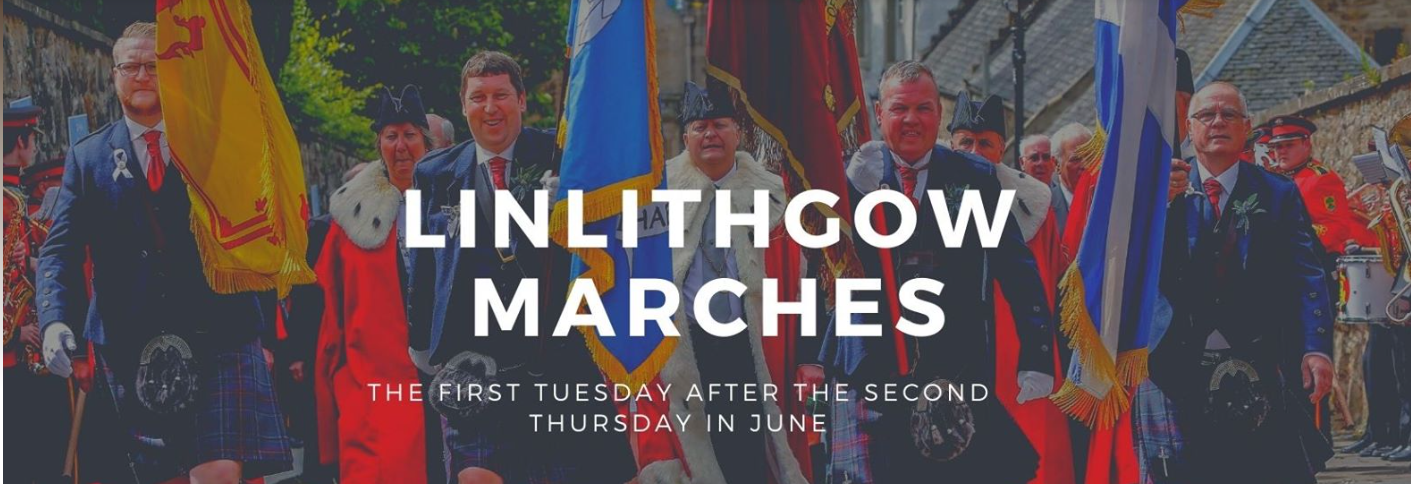 LINLITHGOW
MARCHES
THE FIRST TUESDAY AFTER THE SECOND
THURSDAY IN JUNE